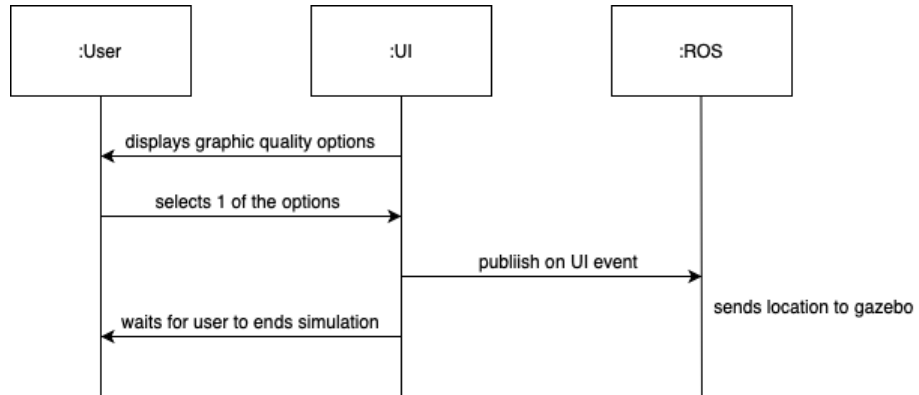 :User
:UI
:ROS
displays graphic quality options
selects 1 of the options
publiish on UI event
sends location to gazebo
waits for user to ends simulation